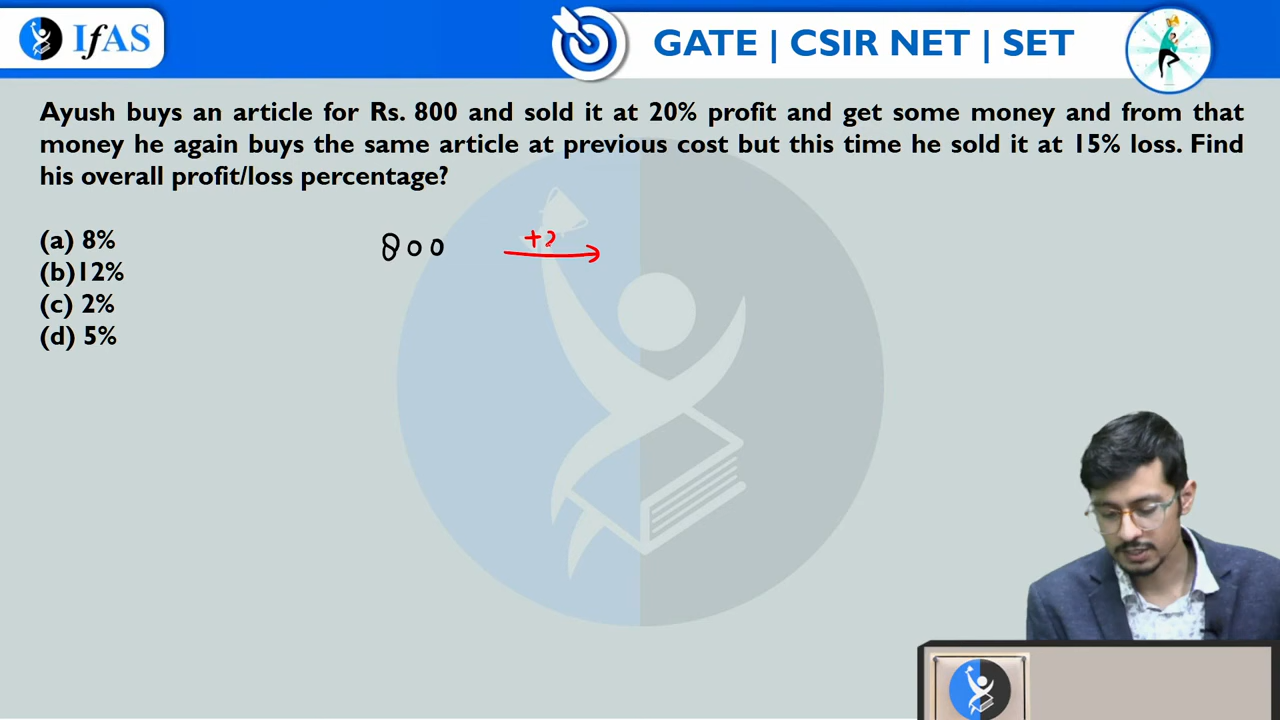 IfAS
GATE | CSIR NET | SET
Ayush buys an article for Rs. 800 and sold it at 20% profit and get some money and from that
money he again buys the same article at previous cost but this time he sold it at 15% loss. Find
his overall profit/loss percentage?
(a) 8%
(b)12%
(c) 2%
(d) 5%
800 +2